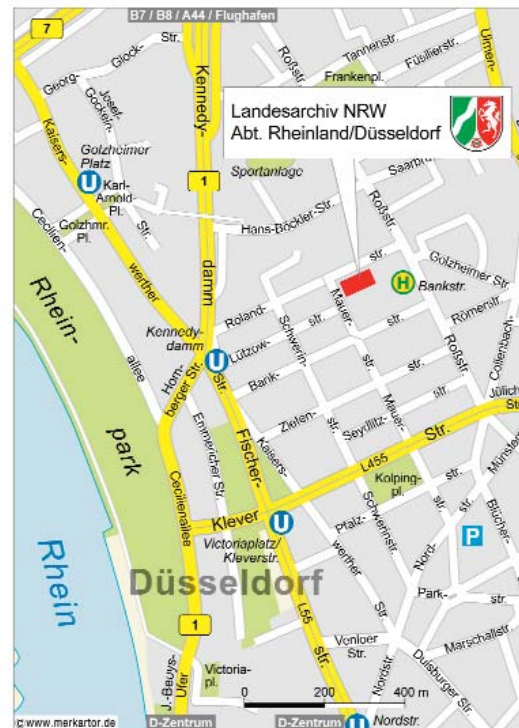 B7 / B8 / A44 / Flughafen
7
Georg-
Glock-
Str.
Josef-
Gockeln-
Str.
Kaisers-
werther
Str.
Kennedy-
damm
1
Roßstr.
Tannenstr.
Füsilierstr.
Ulmen-
Frankenpl.
Landesarchiv NRW
Abt. Rheinland/Düsseldorf
Golzheimer
Platz
U
Karl-
Arnold-
Pl.
Golzhmr.
Pl.
Sportanlage
Saarbrü
Hans-Böckler-Str.
Roßstr.
Cecilien-
allee
Rhein-
park
Golzheimer Str.
H
Bankstr.
Roland-
str.
Mauer-
str.
Römerstr.
Collenbach-
Kennedy-
damm
U
Lützow-
str.
Schwerin-
str.
Roßstr.
Hom-
berger Str.
Bank-
str.
Emmericher Str.
Fischer-
str.
Zieten-
str.
Seydlitz-
str.
Mauer-
str.
Jülich
Str.
Kaisers-
werther
Str.
L455
Klever
Str.
Münster
Kolping-
pl.
Cecilienallee
U
Victoriaplatz/
Kleverstr.
Pfalz-
str.
Schwerinstr.
Nord-
str.
Blücher-
str.
P
Rhein
Düsseldorf
Park-
str.
1
L55
Venloer
Str.
Marschallstr.
Nordstr.
Duisburger Str.
J.-Beuys-
Ufer
Victoria-
pl.
0
200
400 m
© www.merkartor.de
D-Zentrum
D-Zentrum
U
Nordstr.